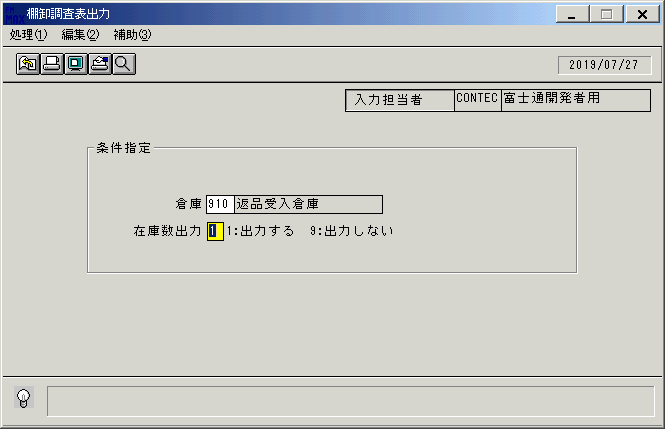 MAX 棚卸調査表出力
処理(1) 編集(2) 補助(3)
2019/07/27
入力担当者 CONTEC 富士通開発者用
条件指定
倉庫 910 返品受入倉庫
在庫数出力 1 1:出力する 9:出力しない